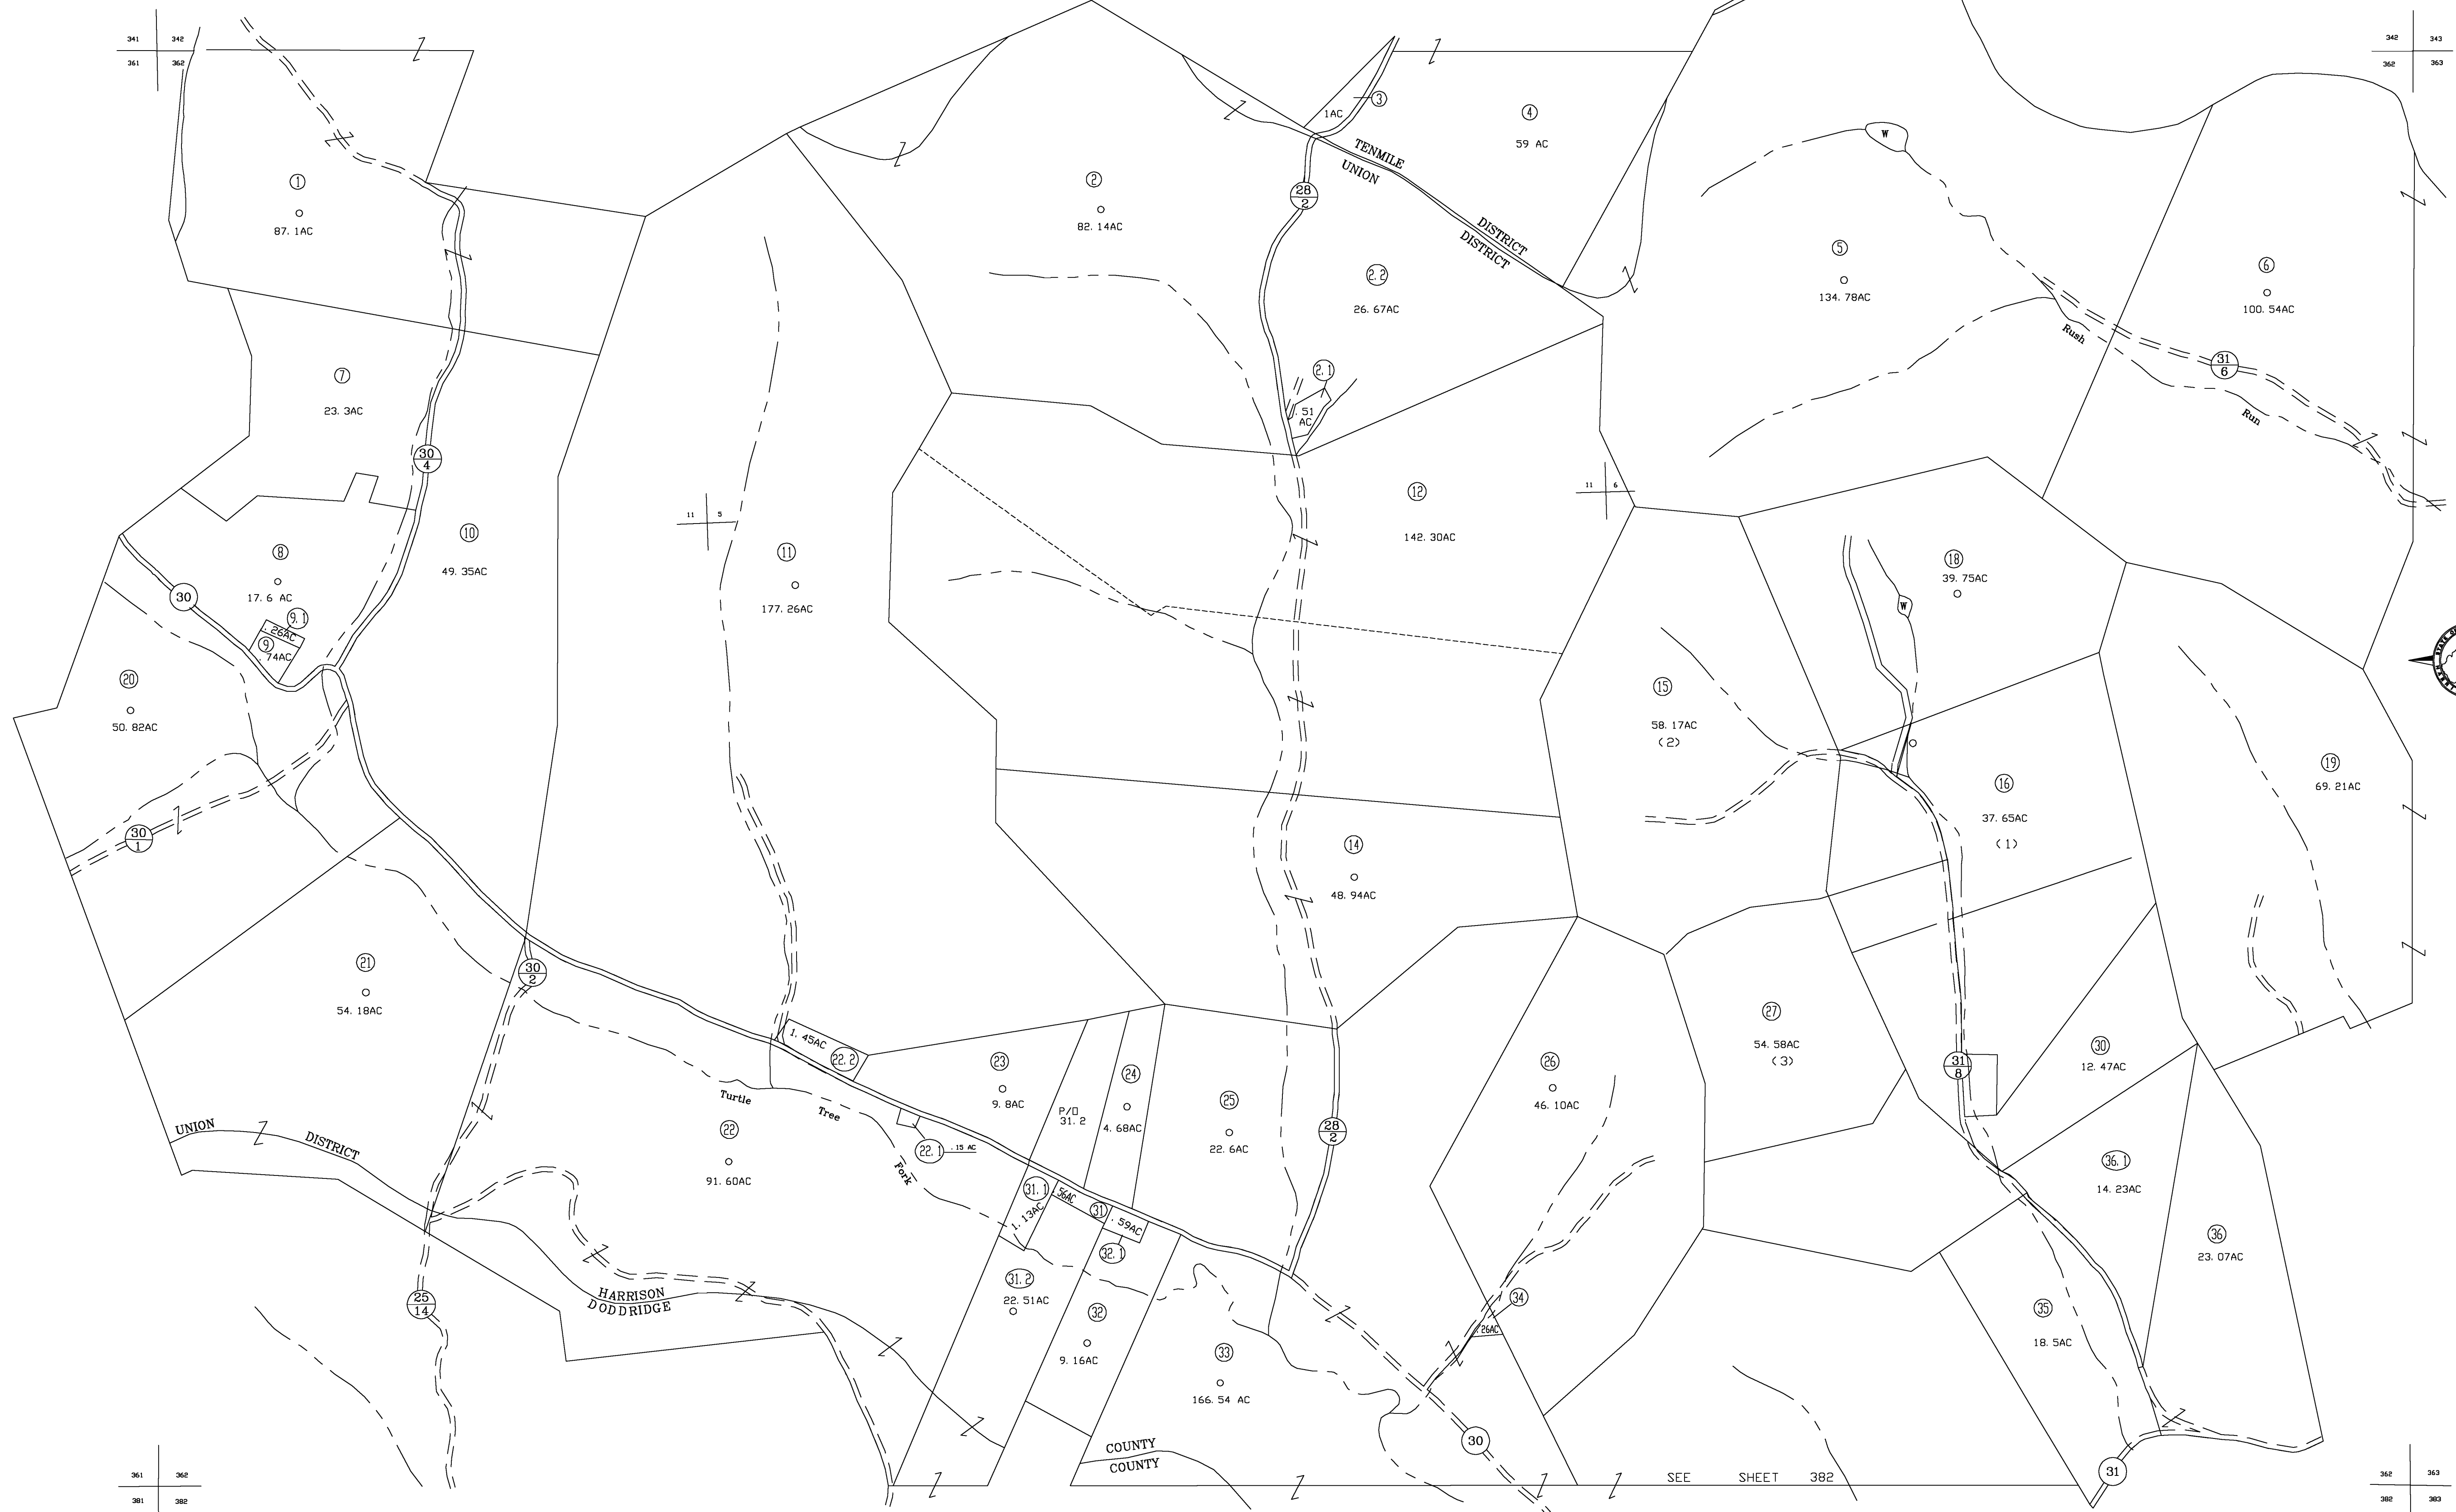 341 342
361 362
342 343
362 363
3
1AC
4
59 AC
TENMILE
UNION
DISTRICT
DISTRICT
W
1
87. 1AC
2
82. 14AC
28
2
2. 2
26. 67AC
5
134. 78AC
6
100. 54AC
Rush
Run
31
6
7
23. 3AC
2. 1
. 51
AC
30
4
10
49. 35AC
12
142. 30AC
11 5
11 6
11
177. 26AC
8
17. 6 AC
30
9. 1
. 26AC
9
. 74AC
18
39. 75AC
W
20
50. 82AC
15
58. 17AC
(2)
16
37. 65AC
(1)
19
69. 21AC
STATE OF
30
1
14
48. 94AC
21
54. 18AC
30
2
1. 45AC
22. 2
23
9. 8AC
P/O
31. 2
24
4. 68AC
25
22. 6AC
26
46. 10AC
27
54. 58AC
(3)
31
8
30
12. 47AC
28
2
Turtle
Tree
Fork
22. 1
. 15 AC
UNION
DISTRICT
22
91. 60AC
31. 1
. 56AC
1. 13AC
31
. 59AC
32. 1
36. 1
14. 23AC
36
23. 07AC
31. 2
22. 51AC
32
9. 16AC
34
. 26AC
35
18. 5AC
33
166. 54 AC
25
14
HARRISON
DODDRIDGE
COUNTY
COUNTY
30
SEE SHEET 382
31
361 362
381 382
362 363
382 383